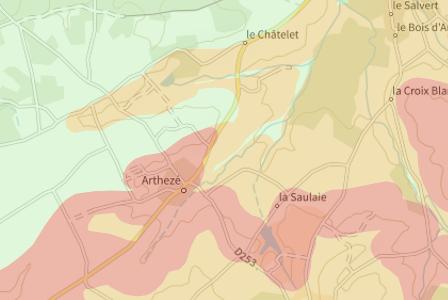 le Salvert
le Bois d'A
le Châtelet
la Croix Bla
Arthezé
la Saulaie
D253